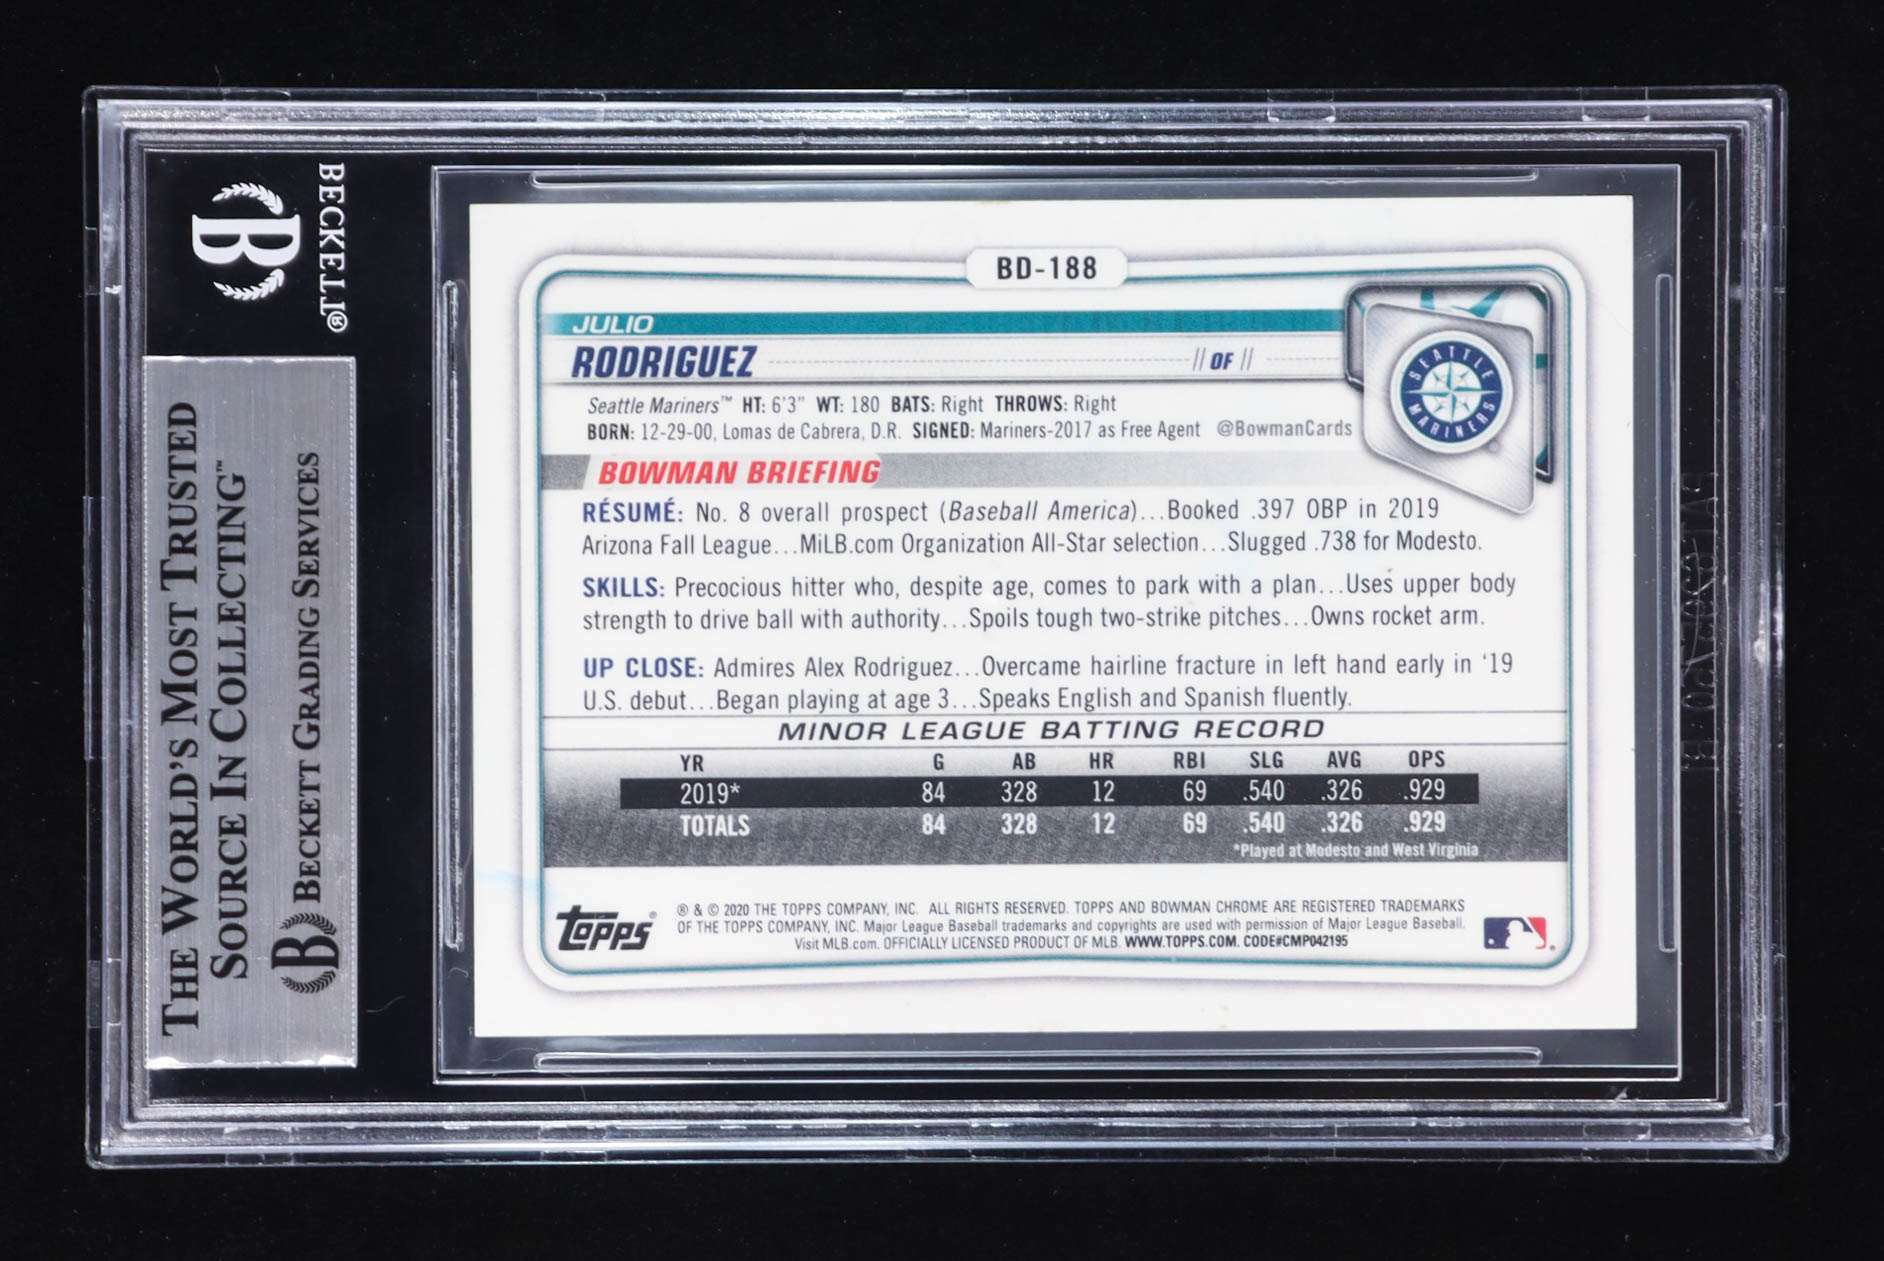 BECKETT®
B
THE WORLD'S MOST TRUSTED
SOURCE IN COLLECTING™
B BECKETT GRADING SERVICES
BD-188
JULIO
RODRIGUEZ // OF //
SEATTLE MARINERS
Seattle Mariners™ HT: 6'3" WT: 180 BATS: Right THROWS: Right
BORN: 12-29-00, Lomas de Cabrera, D.R. SIGNED: Mariners-2017 as Free Agent @BowmanCards
BOWMAN BRIEFING
RÉSUMÉ: No. 8 overall prospect (Baseball America)...Booked .397 OBP in 2019
Arizona Fall League...MiLB.com Organization All-Star selection...Slugged .738 for Modesto.
SKILLS: Precocious hitter who, despite age, comes to park with a plan...Uses upper body
strength to drive ball with authority...Spoils tough two-strike pitches...Owns rocket arm.
UP CLOSE: Admires Alex Rodriguez...Overcame hairline fracture in left hand early in ‘19
U.S. debut...Began playing at age 3...Speaks English and Spanish fluently.
MINOR LEAGUE BATTING RECORD
YR G AB HR RBI SLG AVG OPS
2019* 84 328 12 69 .540 .326 .929
TOTALS 84 328 12 69 .540 .326 .929
*Played at Modesto and West Virginia
topps®
® & © 2020 THE TOPPS COMPANY, INC. ALL RIGHTS RESERVED. TOPPS AND BOWMAN CHROME ARE REGISTERED TRADEMARKS
OF THE TOPPS COMPANY, INC. Major League Baseball trademarks and copyrights are used with permission of Major League Baseball.
Visit MLB.com. OFFICIALLY LICENSED PRODUCT OF MLB. WWW.TOPPS.COM. CODE#CMP042195